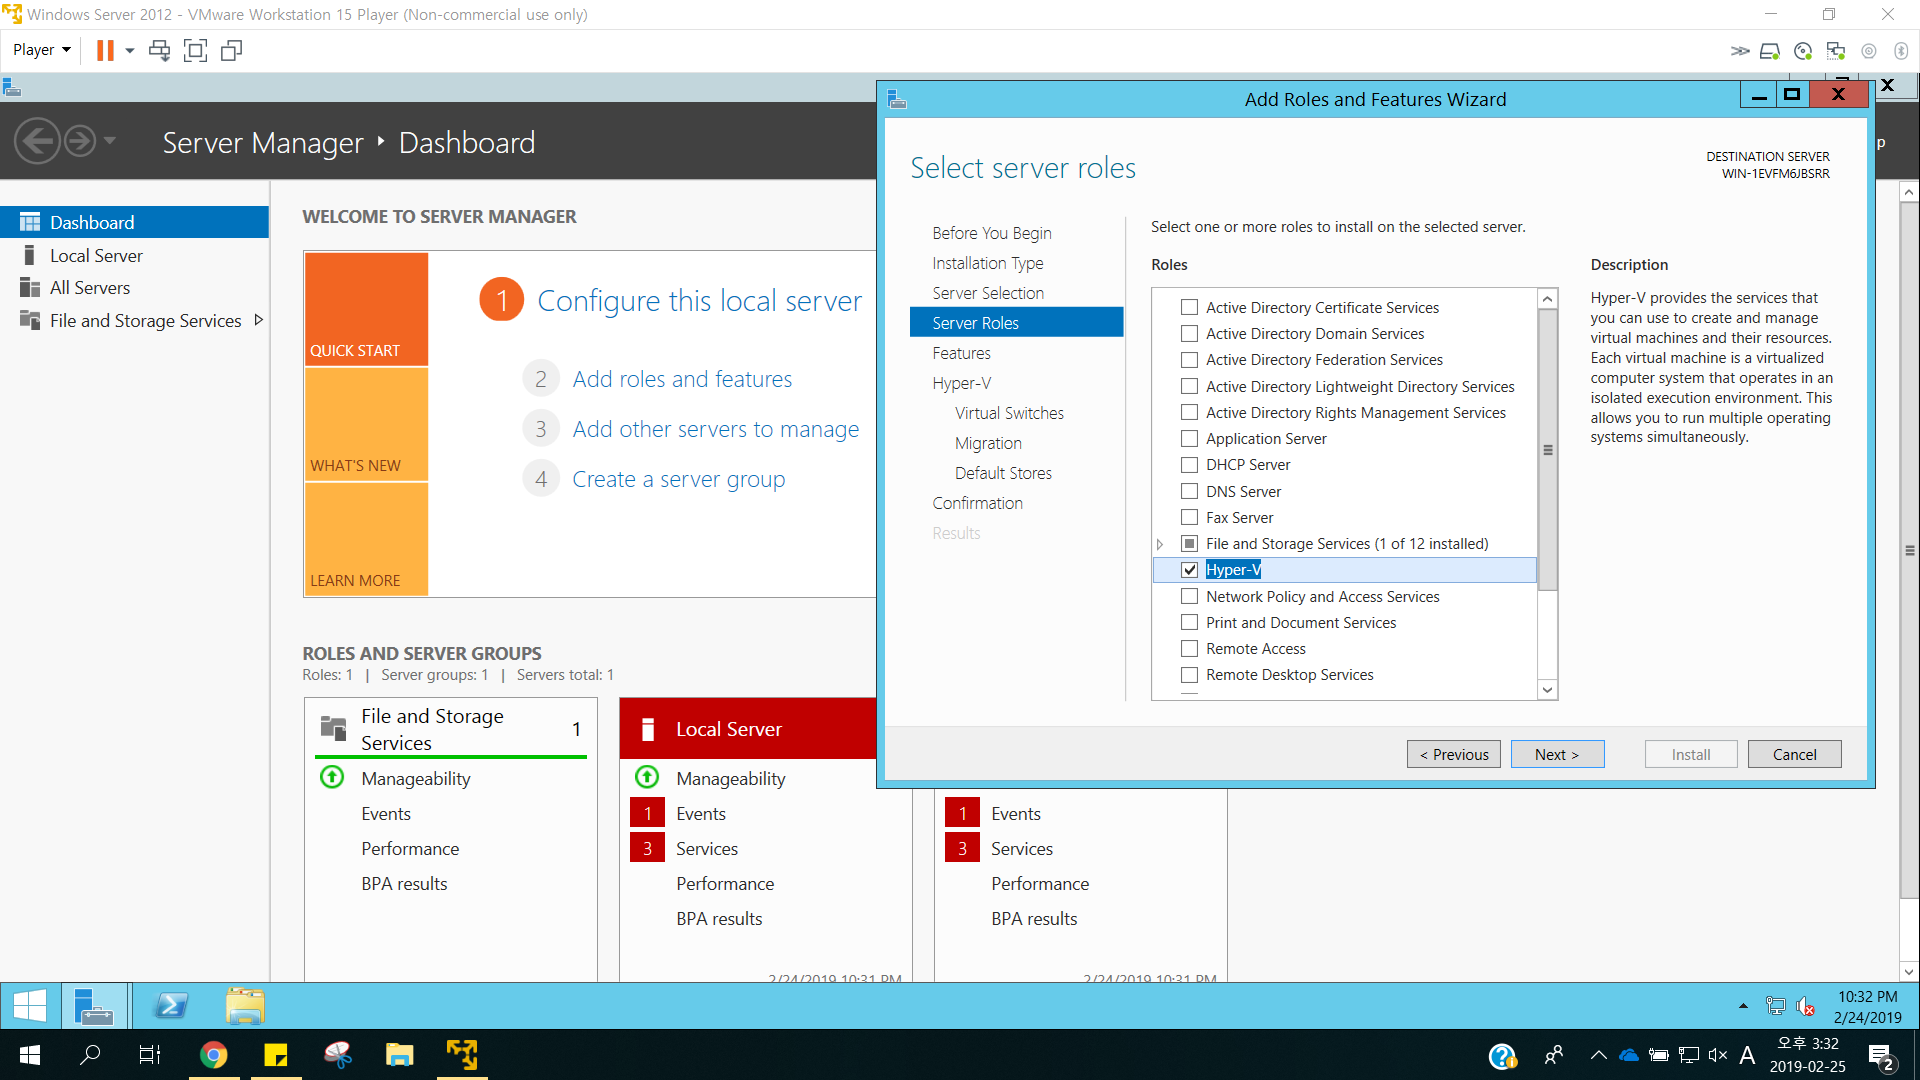 Windows Server 2012 - VMware Workstation 15 Player (Non-commercial use only)
Player
Server Manager ‣ Dashboard
Dashboard
Local Server
All Servers
File and Storage Services
WELCOME TO SERVER MANAGER
QUICK START
WHAT'S NEW
LEARN MORE
1 Configure this local server
2 Add roles and features
3 Add other servers to manage
4 Create a server group
ROLES AND SERVER GROUPS
Roles: 1 | Server groups: 1 | Servers total: 1
File and Storage
Services
1
Manageability
Events
Performance
BPA results
Local Server
Manageability
1 Events
3 Services
Performance
BPA results
2/24/2019 10:31 PM
1 Events
3 Services
Performance
BPA results
2/24/2019 10:31 PM
Add Roles and Features Wizard
X
X
p
Select server roles
DESTINATION SERVER
WIN-1EVFM6JBSRR
Before You Begin
Installation Type
Server Selection
Server Roles
Features
Hyper-V
Virtual Switches
Migration
Default Stores
Confirmation
Results
Select one or more roles to install on the selected server.
Roles
Active Directory Certificate Services
Active Directory Domain Services
Active Directory Federation Services
Active Directory Lightweight Directory Services
Active Directory Rights Management Services
Application Server
DHCP Server
DNS Server
Fax Server
File and Storage Services (1 of 12 installed)
Hyper-V
Network Policy and Access Services
Print and Document Services
Remote Access
Remote Desktop Services
Description
Hyper-V provides the services that
you can use to create and manage
virtual machines and their resources.
Each virtual machine is a virtualized
computer system that operates in an
isolated execution environment. This
allows you to run multiple operating
systems simultaneously.
< Previous
Next >
Install
Cancel
10:32 PM
2/24/2019
A
오후 3:32
2019-02-25
2